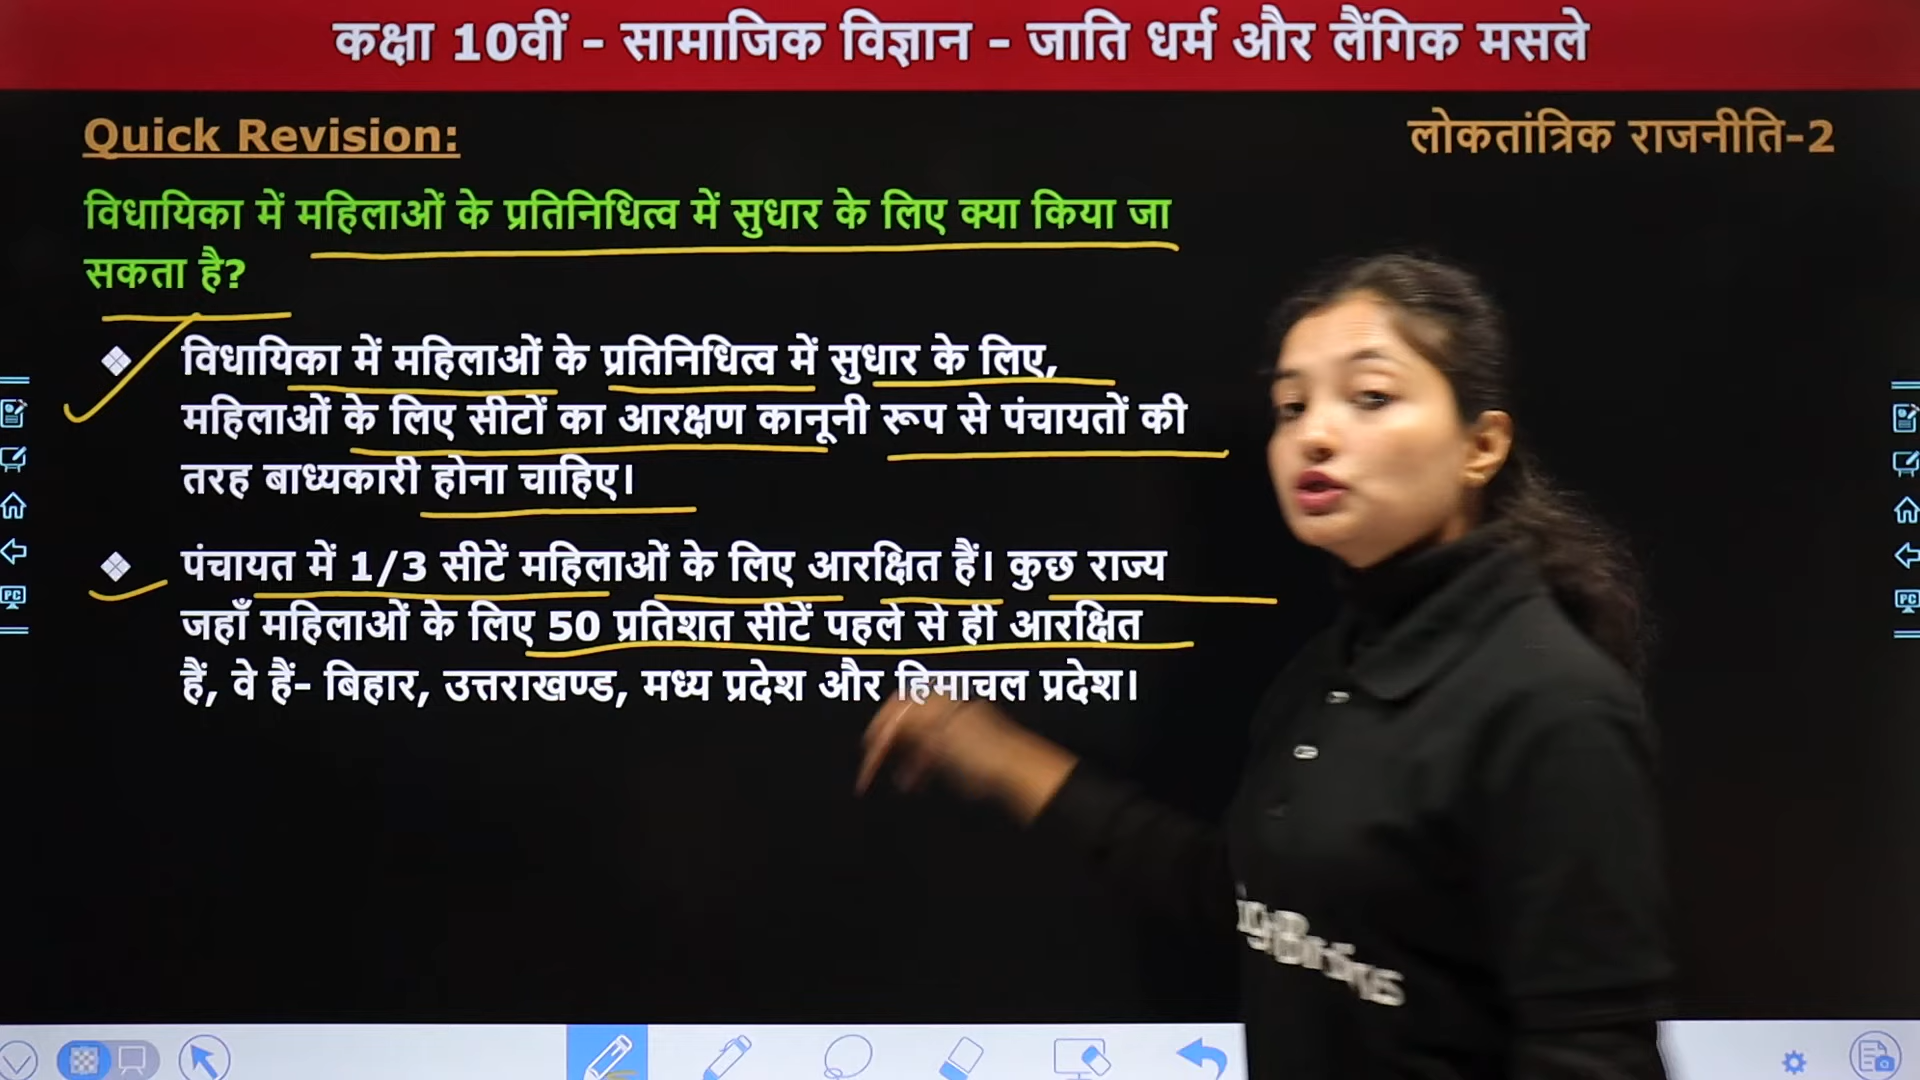 कक्षा 10वीं - सामाजिक विज्ञान - जाति धर्म और लैंगिक मसले
Quick Revision:
लोकतांत्रिक राजनीति-2
विधायिका में महिलाओं के प्रतिनिधित्व में सुधार के लिए क्या किया जा
सकता है?
❖ विधायिका में महिलाओं के प्रतिनिधित्व में सुधार के लिए,
महिलाओं के लिए सीटों का आरक्षण कानूनी रूप से पंचायतों की
तरह बाध्यकारी होना चाहिए।
❖ पंचायत में 1/3 सीटें महिलाओं के लिए आरक्षित हैं। कुछ राज्य
जहाँ महिलाओं के लिए 50 प्रतिशत सीटें पहले से ही आरक्षित
हैं, वे हैं- बिहार, उत्तराखण्ड, मध्य प्रदेश और हिमाचल प्रदेश।
PC
PC